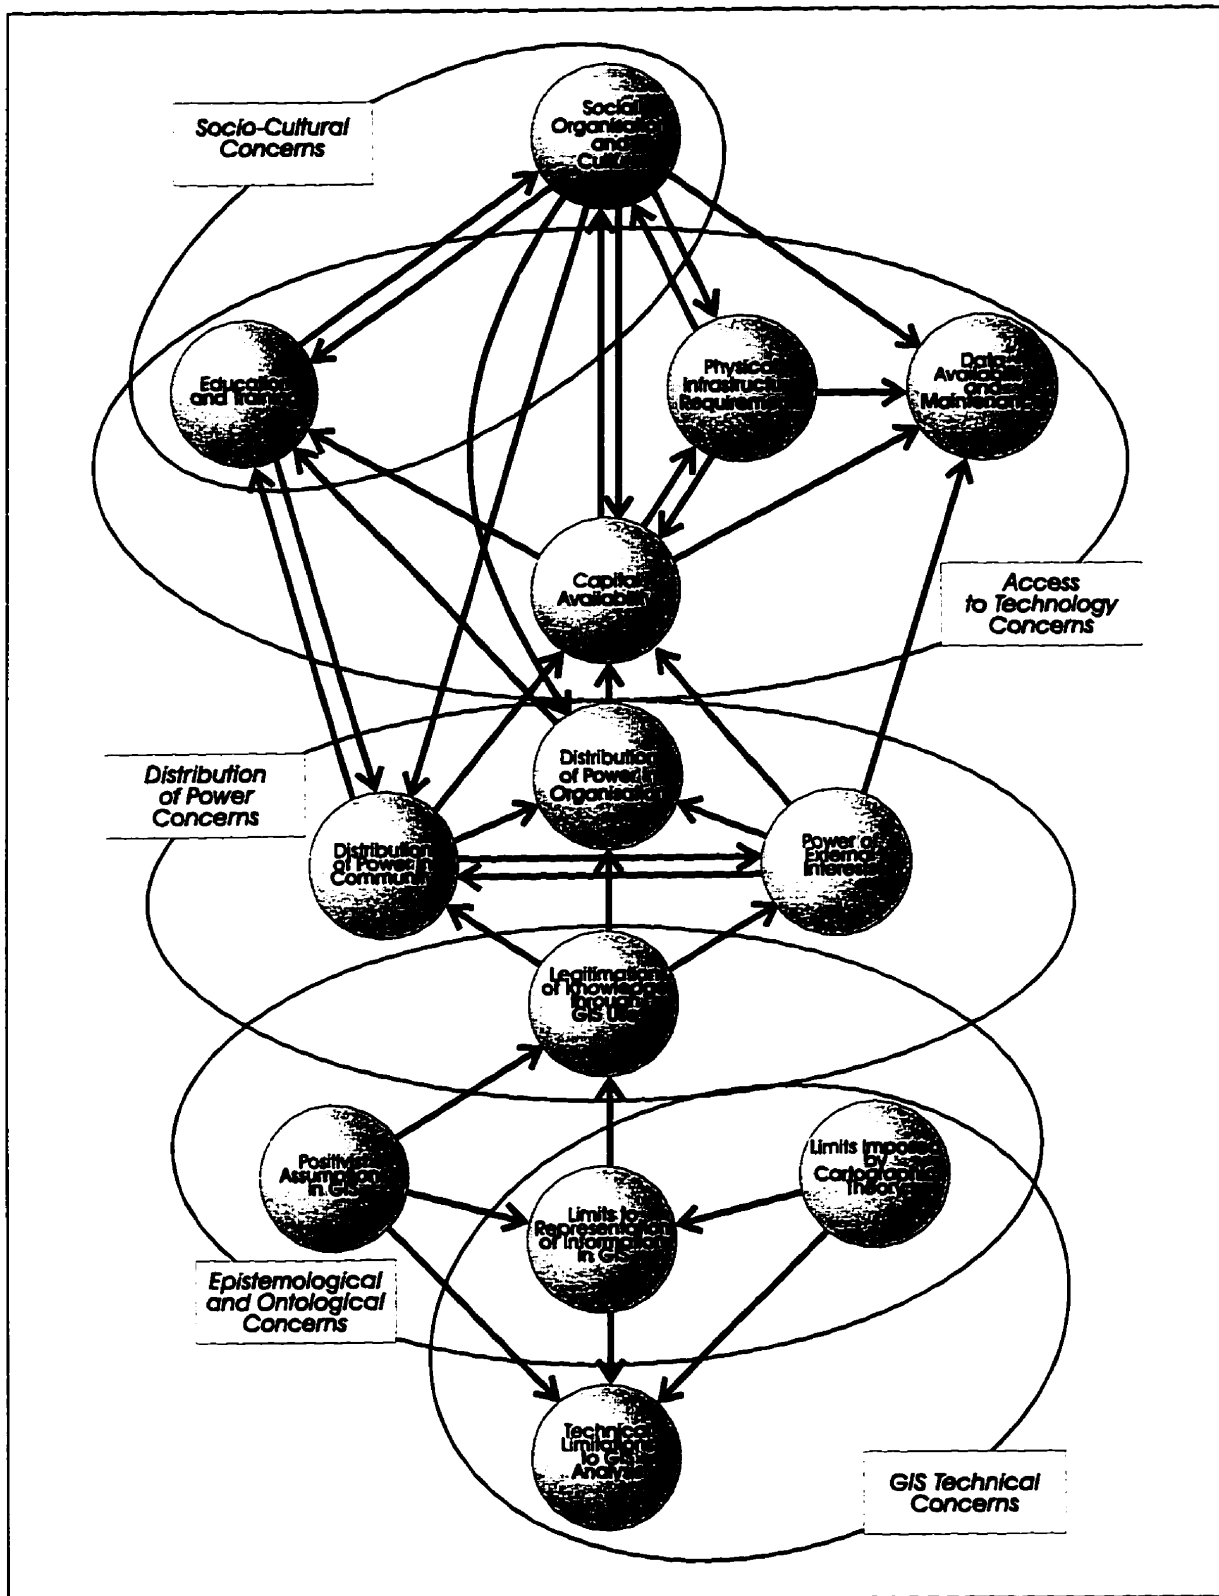 Socio-Cultural
Concerns
Social
Organisation
and
Culture
Education
and Training
Physical
Infrastructure
Requirements
Data
Availability
and
Maintenance
Capital
Availability
Access
to Technology
Concerns
Distribution
of Power
Concerns
Distribution
of Power in
Organisation
Distribution
of Power in
Community
Power of
External
Interests
Legitimation
of Knowledge
through
GIS Use
Positivist
Assumptions
in GIS
Limits to
Representation
of Information
in GIS
Limits Imposed
by
Cartographic
Theory
Epistemological
and Ontological
Concerns
Technical
Limitations
to GIS
Analysis
GIS Technical
Concerns